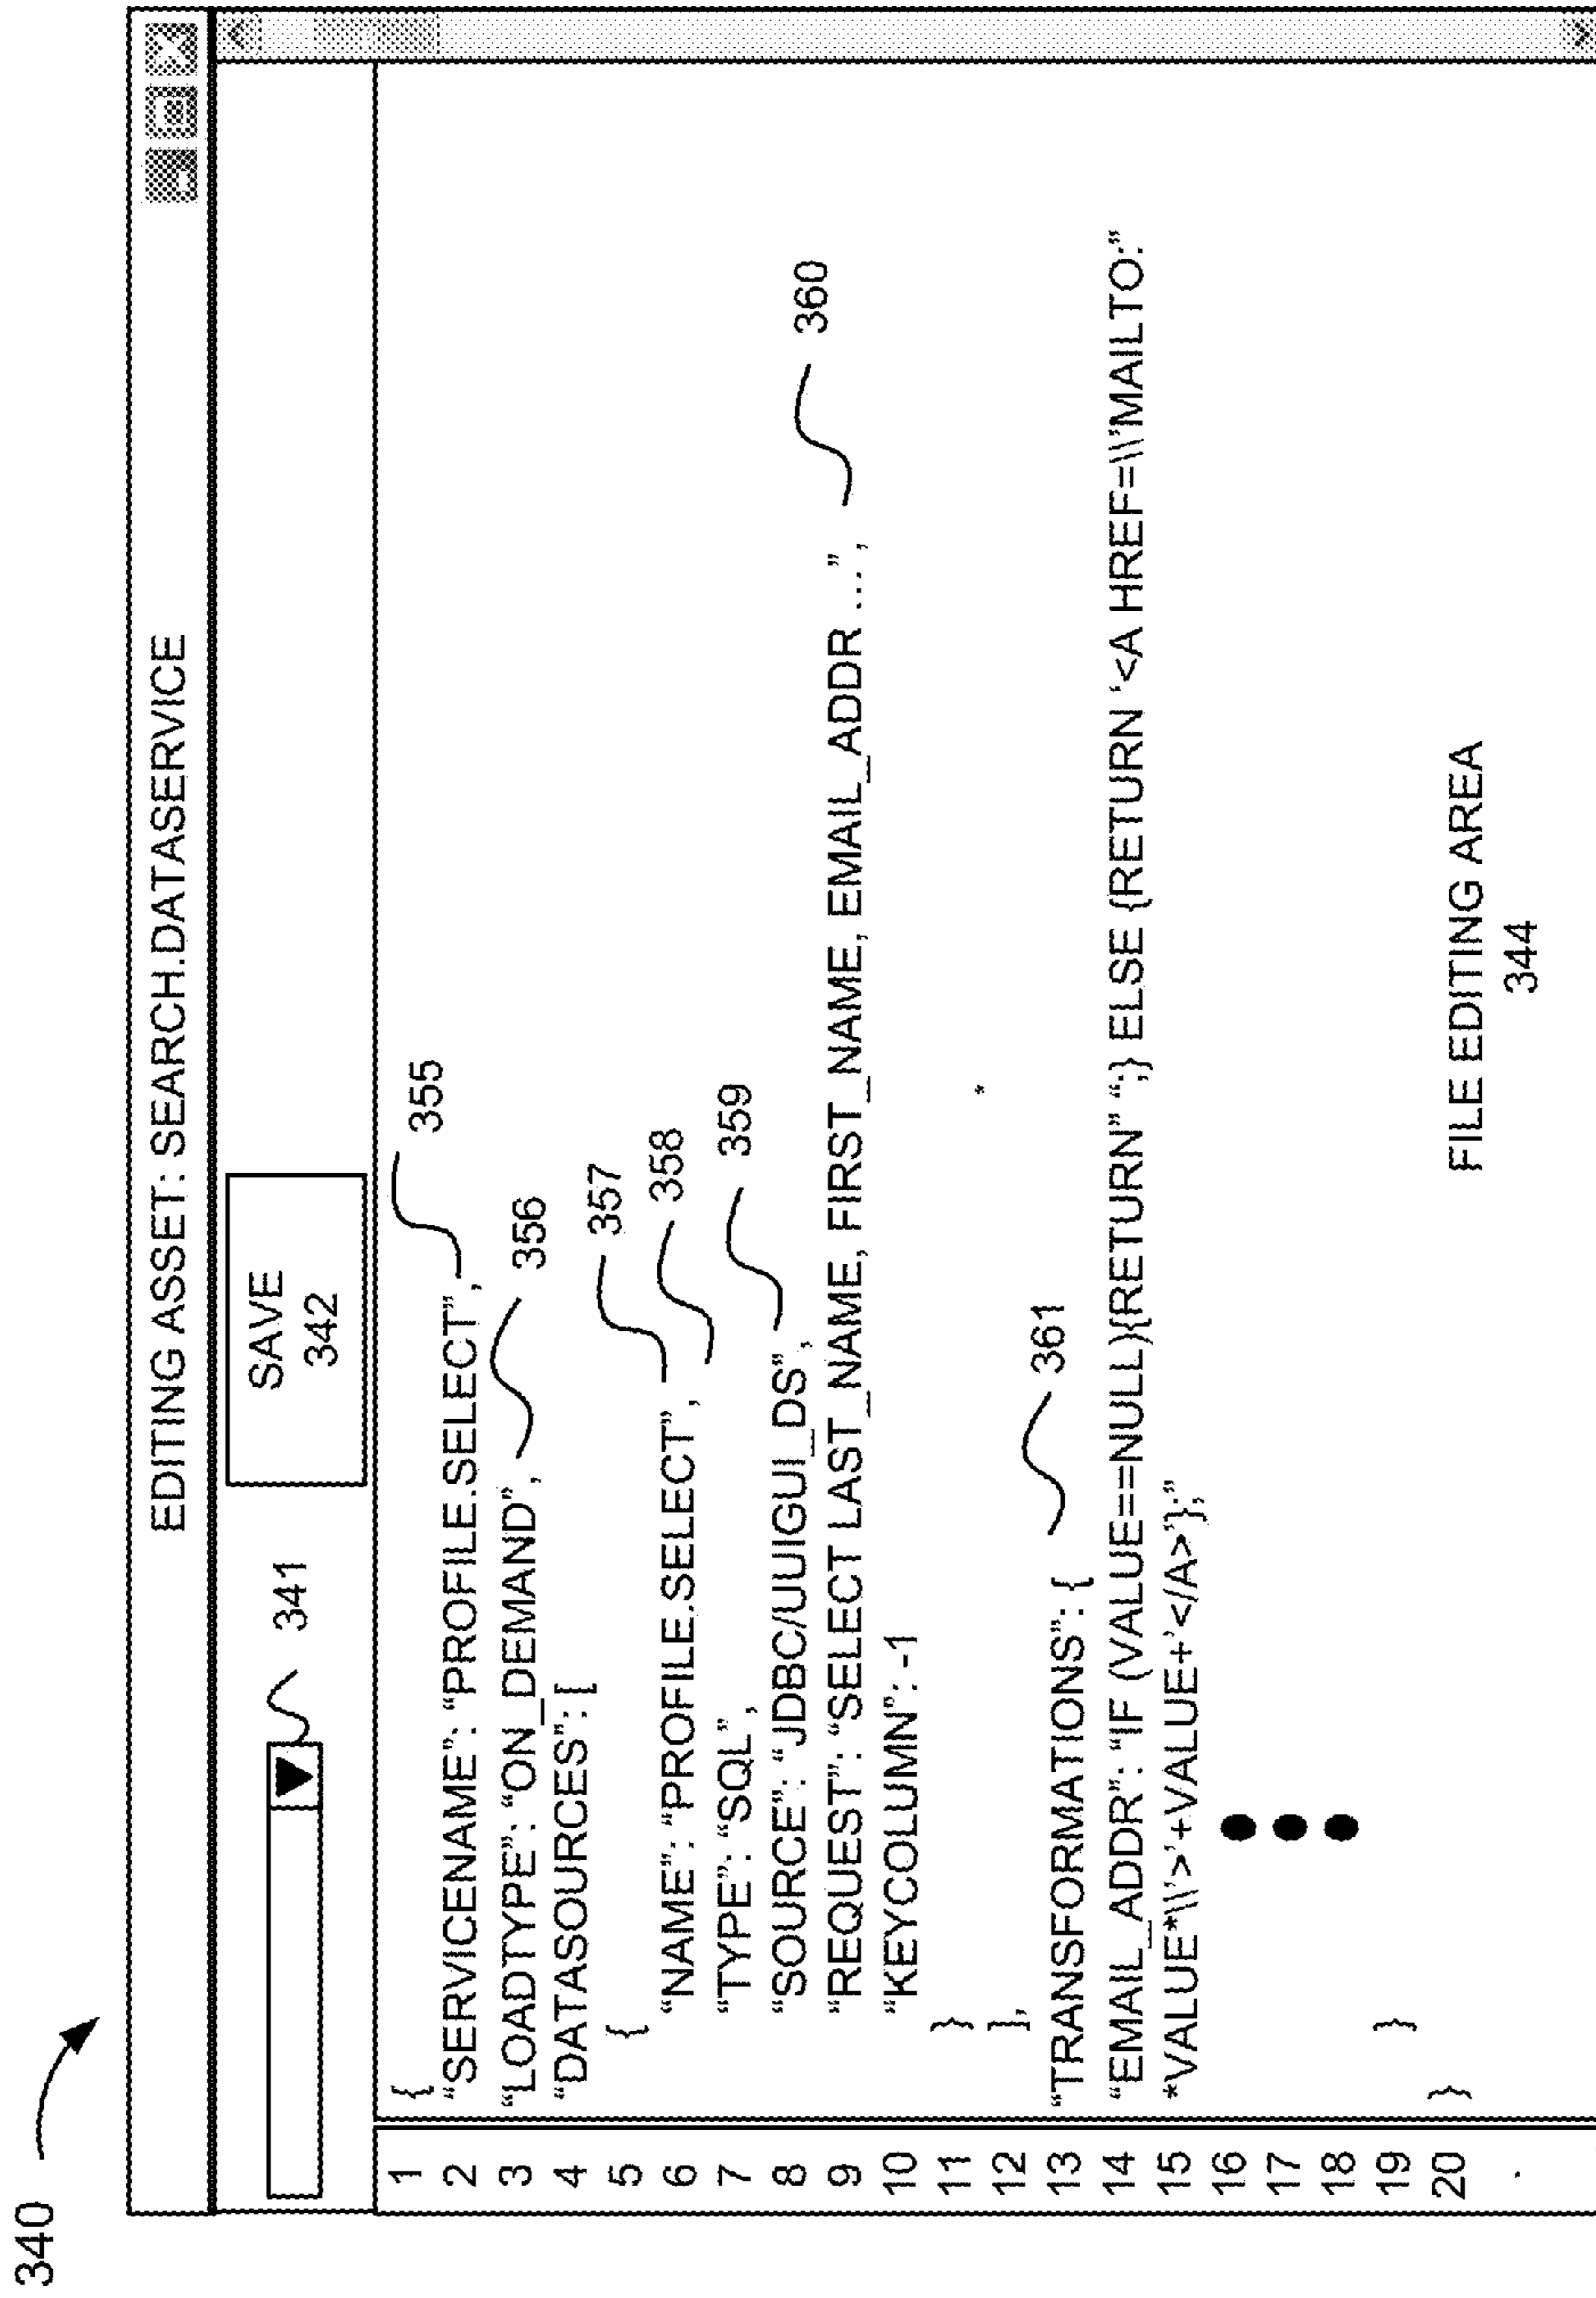 340
EDITING ASSET: SEARCH.DATASERVICE
341
SAVE
342
1 {
2 “SERVICENAME”: “PROFILE.SELECT”, 355
3 “LOADTYPE”: “ON_DEMAND”, 356
4 “DATASOURCES”: [
5 {
6 “NAME”: “PROFILE.SELECT”, 357
7 “TYPE”: “SQL”, 358
8 “SOURCE”: “JDBC/UUIGUI_DS”, 359
9 “REQUEST”: “SELECT LAST_NAME, FIRST_NAME, EMAIL_ADDR ...”, 360
10 “KEYCOLUMN”: -1
11 }
12 ],
13 “TRANSFORMATIONS”: { 361
14 “EMAIL_ADDR”: “IF (VALUE==NULL){RETURN” “;} ELSE {RETURN ‘<A HREF=\\’MAILTO:”
15 *VALUE*\\’>’+VALUE+’</A>’};”
16
17
18
19 }
20 }
FILE EDITING AREA
344